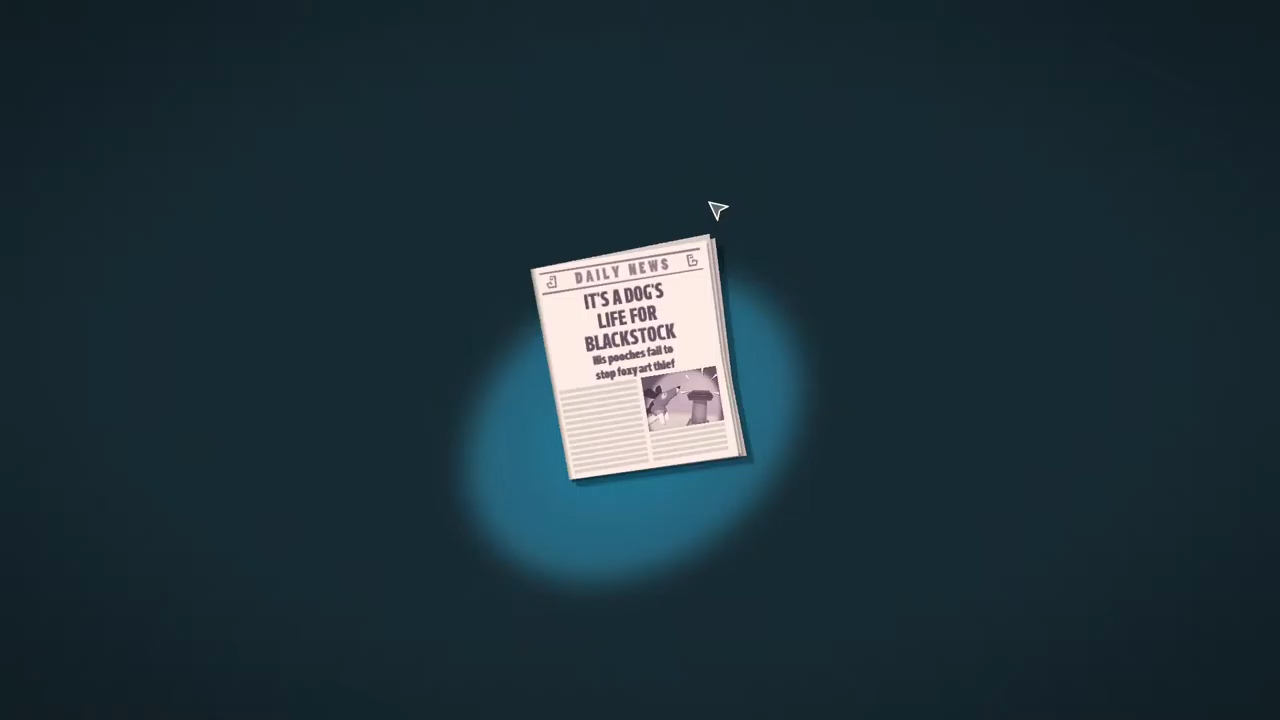 DAILY NEWS
IT'S A DOG'S
LIFE FOR
BLACKSTOCK
His pooches fail to
stop foxy art thief